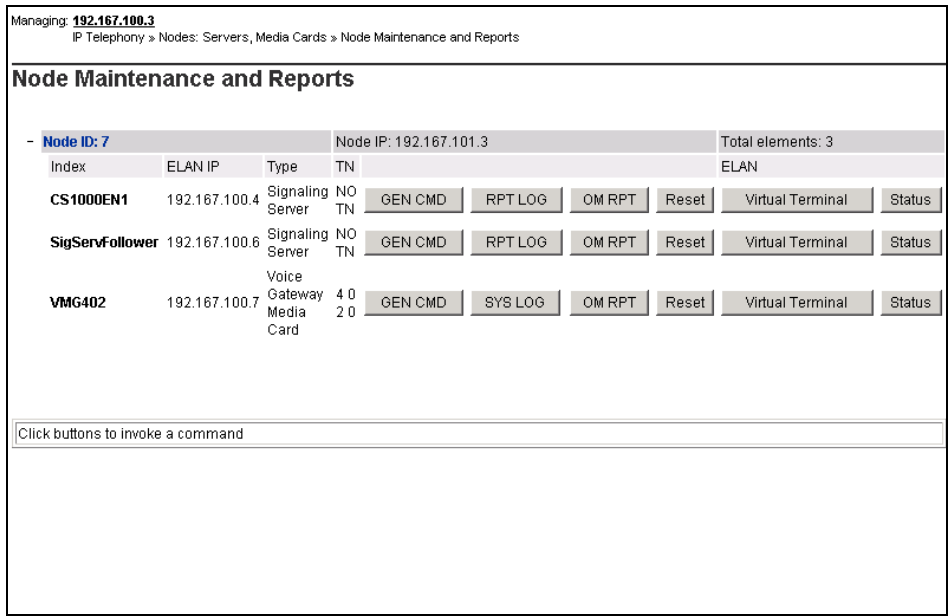 Managing: 192.167.100.3
IP Telephony » Nodes: Servers, Media Cards » Node Maintenance and Reports
Node Maintenance and Reports
– Node ID: 7 Node IP: 192.167.101.3 Total elements: 3
Index ELAN IP Type TN ELAN
CS1000EN1 192.167.100.4 Signaling Server NO TN GEN CMD RPT LOG OM RPT Reset Virtual Terminal Status
SigServFollower 192.167.100.6 Signaling Server NO TN GEN CMD RPT LOG OM RPT Reset Virtual Terminal Status
VMG402 192.167.100.7 Voice Gateway Media Card 4 0 2 0 GEN CMD SYS LOG OM RPT Reset Virtual Terminal Status
Click buttons to invoke a command